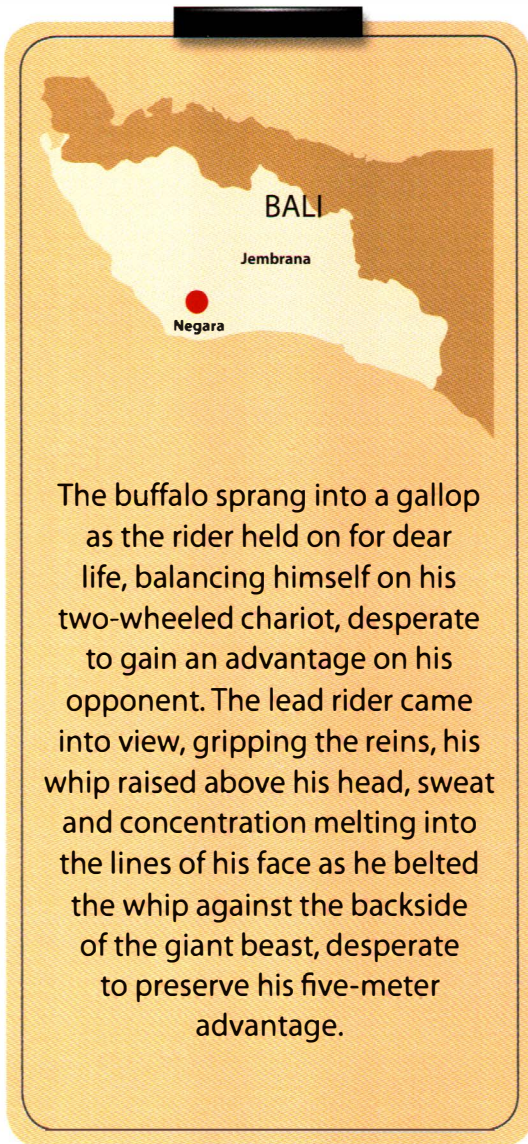 BALI
Jembrana
Negara
The buffalo sprang into a gallop
as the rider held on for dear
life, balancing himself on his
two-wheeled chariot, desperate
to gain an advantage on his
opponent. The lead rider came
into view, gripping the reins, his
whip raised above his head, sweat
and concentration melting into
the lines of his face as he belted
the whip against the backside
of the giant beast, desperate
to preserve his five-meter
advantage.